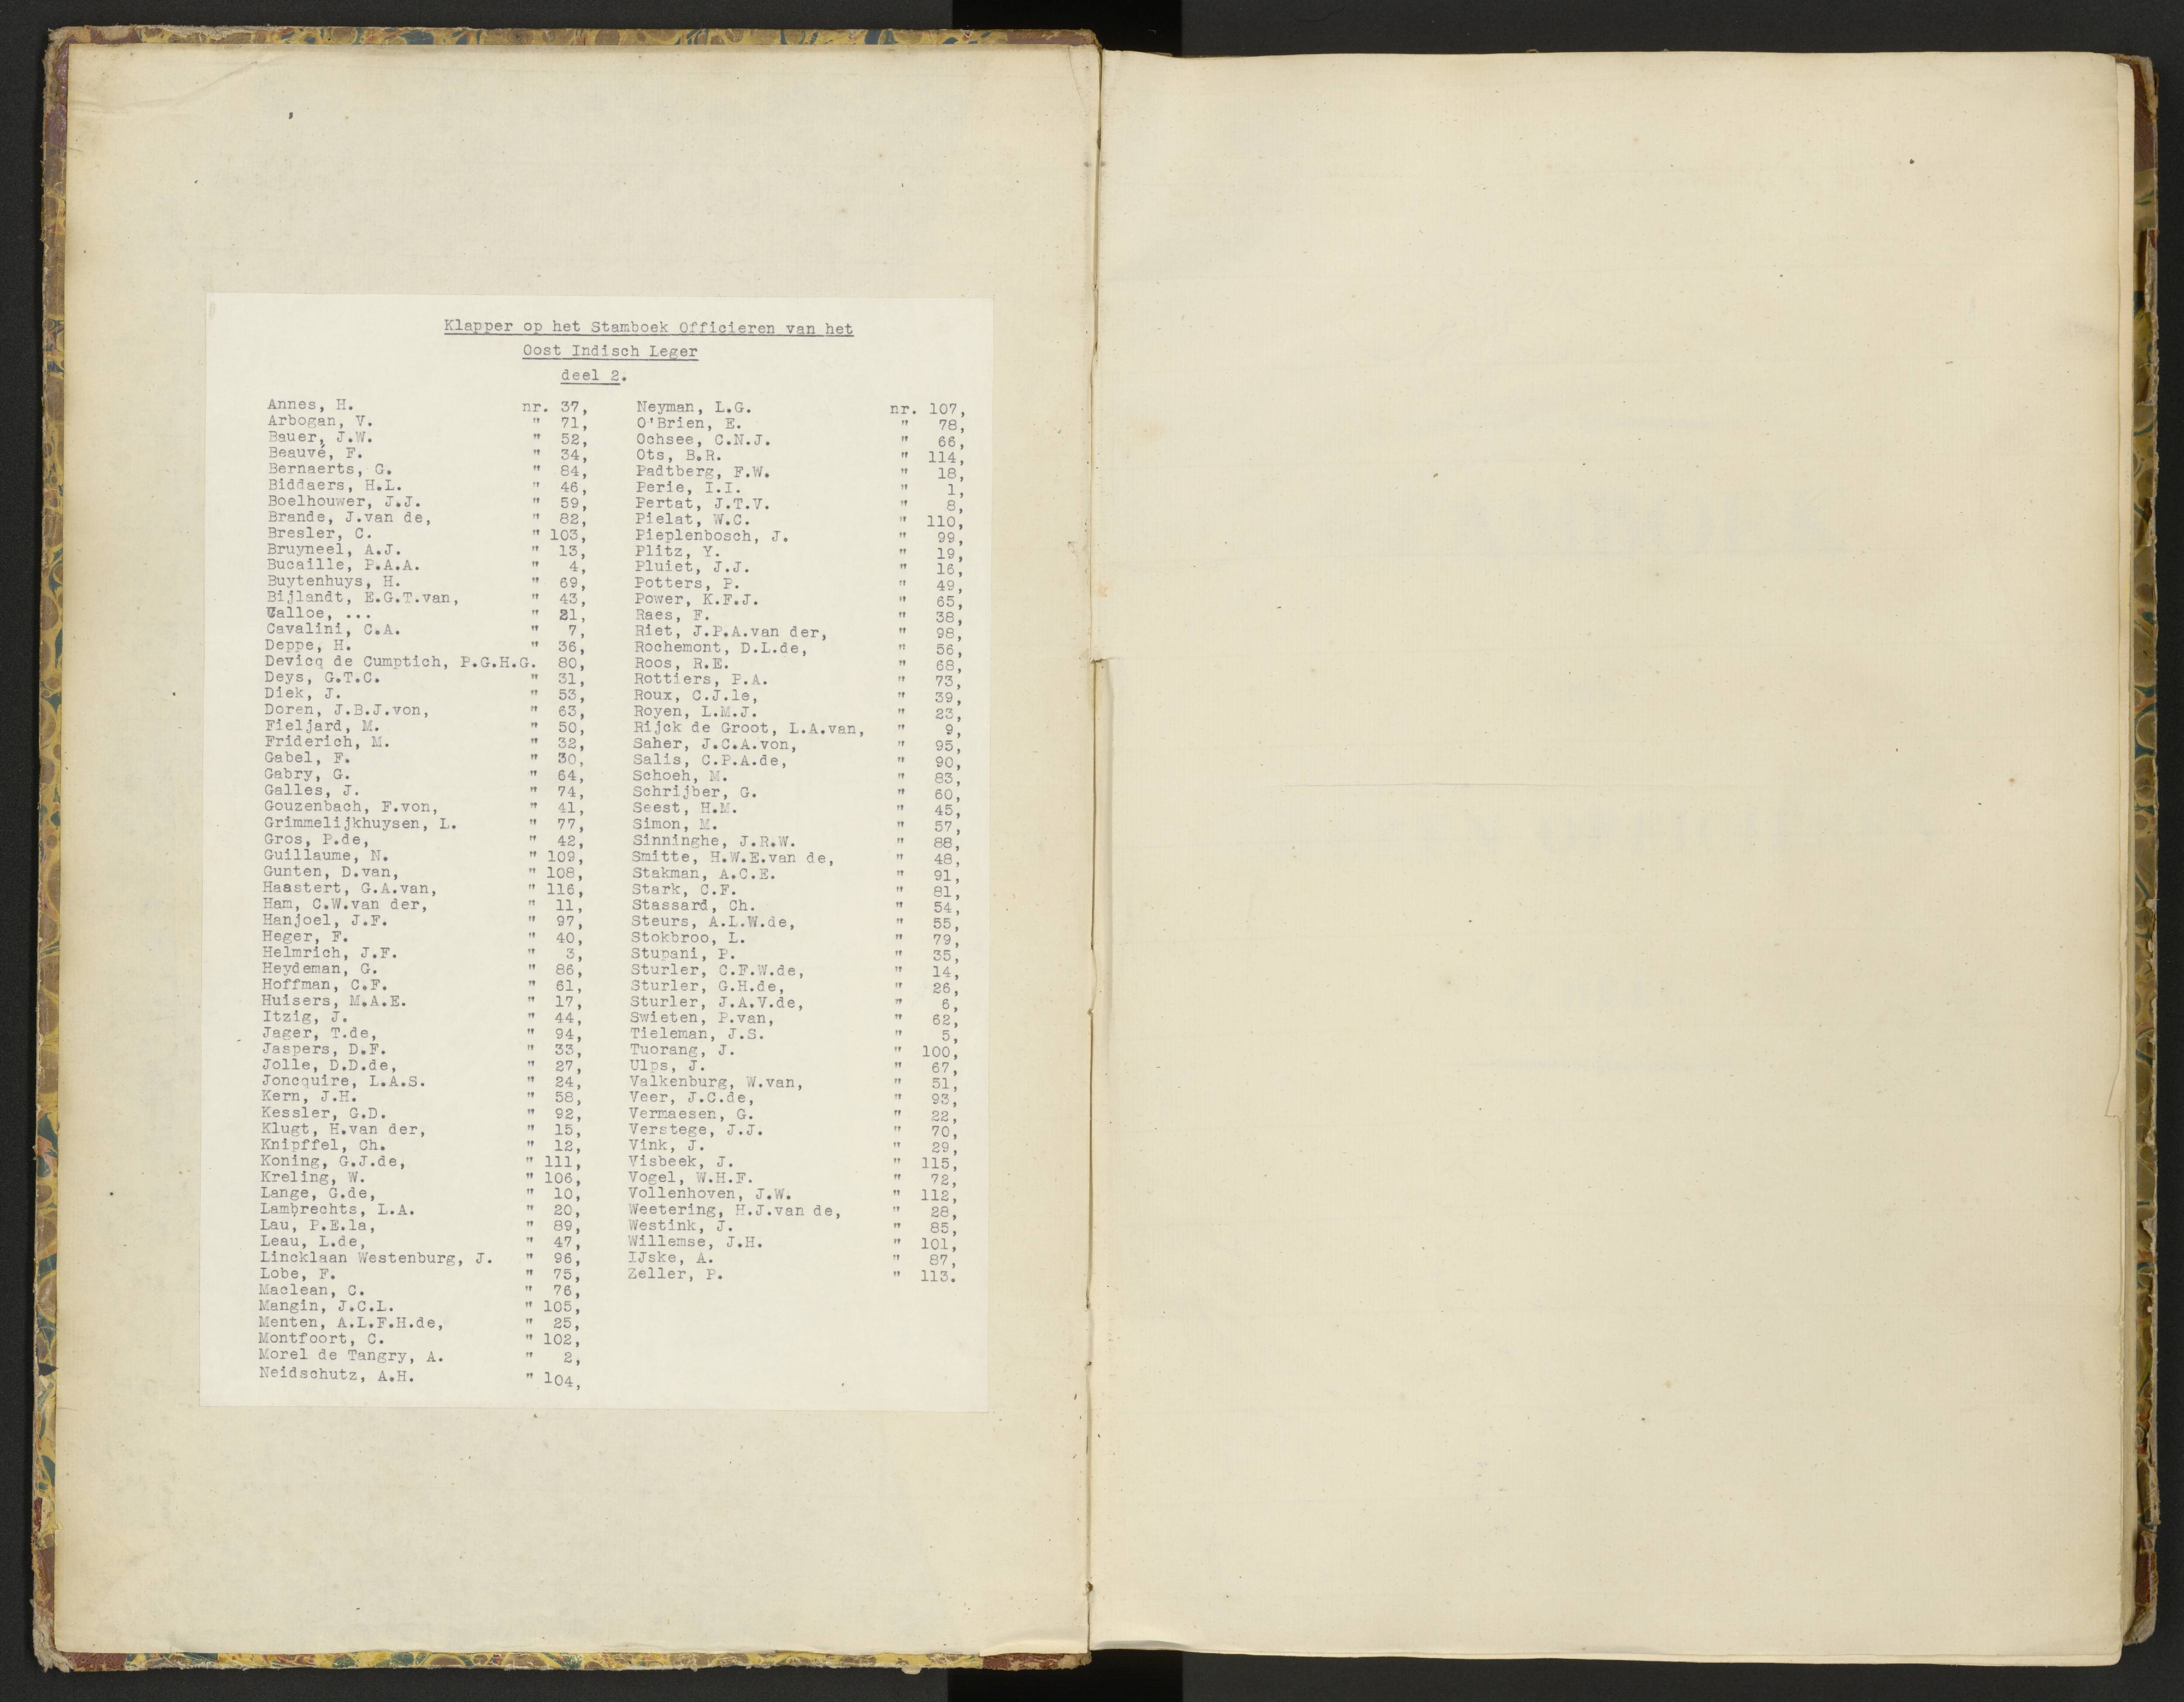 Klapper op het Stamboek Officieren van het
Oost Indisch Leger
deel 2.
Annes, H. nr. 37,
Arbogan, V. " 71,
Bauer, J.W. " 52,
Beauvé, F. " 34,
Bernaerts, G. " 84,
Biddaers, H.L. " 46,
Boelhouwer, J.J. " 59,
Brande, J.van de, " 82,
Bresler, C. " 103,
Bruyneel, A.J. " 13,
Bucaille, P.A.A. " 4,
Buytenhuys, H. " 69,
Bijlandt, E.G.T.van, " 43,
Calloe, ... " 21,
Cavalini, C.A. " 7,
Deppe, H. " 36,
Devicq de Cumptich, P.G.H.G. 80,
Deys, G.T.C. " 31,
Diek, J. " 53,
Doren, J.B.J.von, " 63,
Fieljard, M. " 50,
Friderich, M. " 32,
Gabel, F. " 30,
Gabry, G. " 64,
Galles, J. " 74,
Gouzenbach, F.von, " 41,
Grimmelijkhuysen, L. " 77,
Gros, P.de, " 42,
Guillaume, N. " 109,
Gunten, D.van, " 108,
Haastert, G.A.van, " 116,
Ham, C.W.van der, " 11,
Hanjoel, J.F. " 97,
Heger, F. " 40,
Helmrich, J.F. " 3,
Heydeman, G. " 86,
Hoffman, C.F. " 61,
Huisers, M.A.E. " 17,
Itzig, J. " 44,
Jager, T.de, " 94,
Jaspers, D.F. " 33,
Jolle, D.D.de, " 27,
Joncquire, L.A.S. " 24,
Kern, J.H. " 58,
Kessler, G.D. " 92,
Klugt, H.van der, " 15,
Knipffel, Ch. " 12,
Koning, G.J.de, " 111,
Kreling, W. " 106,
Lange, G.de, " 10,
Lambrechts, L.A. " 20,
Lau, P.E.la, " 89,
Leau, L.de, " 47,
Lincklaan Westenburg, J. " 96,
Lobe, F. " 75,
Maclean, C. " 76,
Mangin, J.C.L. " 105,
Menten, A.L.F.H.de, " 25,
Montfoort, C. " 102,
Morel de Tangry, A. " 2,
Neidschutz, A.H. " 104,
Neyman, L.G. nr. 107,
O'Brien, E. " 78,
Ochsee, C.N.J. " 66,
Ots, B.R. " 114,
Padtberg, F.W. " 18,
Perie, I.I. " 1,
Pertat, J.T.V. " 8,
Pielat, W.C. " 110,
Pieplenbosch, J. " 99,
Plitz, Y. " 19,
Pluiet, J.J. " 16,
Potters, P. " 49,
Power, K.F.J. " 65,
Raes, F. " 38,
Riet, J.P.A.van der, " 98,
Rochemont, D.L.de, " 56,
Roos, R.E. " 68,
Rottiers, P.A. " 73,
Roux, C.J.le, " 39,
Royen, L.M.J. " 23,
Rijck de Groot, L.A.van, " 9,
Saher, J.C.A.von, " 95,
Salis, C.P.A.de, " 90,
Schoeh, M. " 83,
Schrijber, G. " 60,
Seest, H.M. " 45,
Simon, M. " 57,
Sinninghe, J.R.W. " 88,
Smitte, H.W.E.van de, " 48,
Stakman, A.C.E. " 91,
Stark, C.F. " 81,
Stassard, Ch. " 54,
Steurs, A.L.W.de, " 55,
Stokbroo, L. " 79,
Stupani, P. " 35,
Sturler, C.F.W.de, " 14,
Sturler, G.H.de, " 26,
Sturler, J.A.V.de, " 6,
Swieten, P.van, " 62,
Tieleman, J.S. " 5,
Tuorang, J. " 100,
Ulps, J. " 67,
Valkenburg, W.van, " 51,
Veer, J.C.de, " 93,
Vermaesen, G. " 22,
Verstege, J.J. " 70,
Vink, J. " 29,
Visbeek, J. " 115,
Vogel, W.H.F. " 72,
Vollenhoven, J.W. " 112,
Weetering, H.J.van de, " 28,
Westink, J. " 85,
Willemse, J.H. " 101,
IJske, A. " 87,
Zeller, P. " 113.